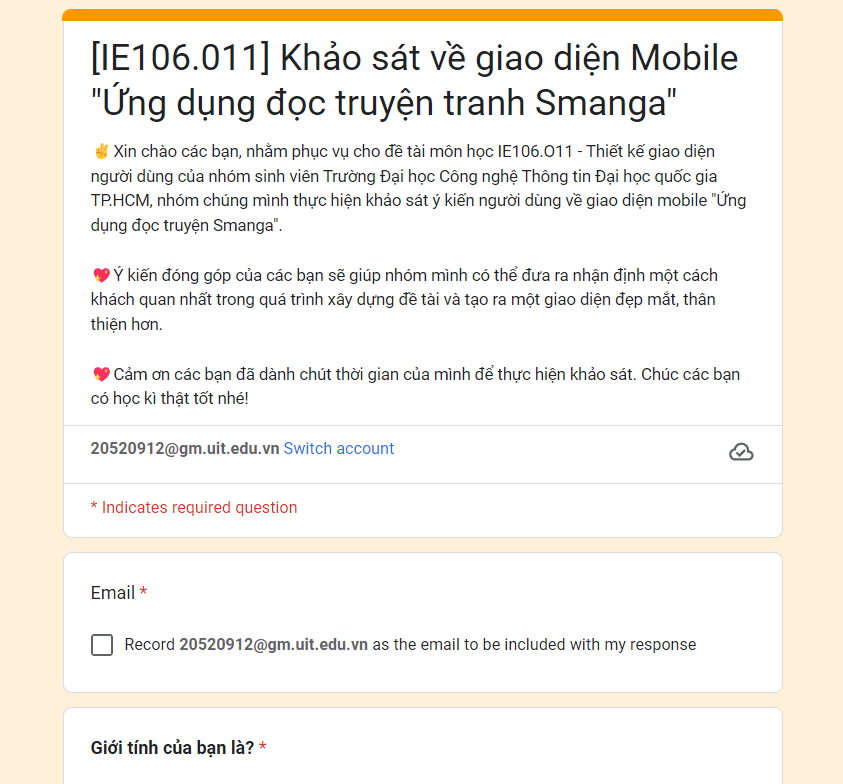 [IE106.011] Khảo sát về giao diện Mobile
"Ứng dụng đọc truyện tranh Smanga"
✌️Xin chào các bạn, nhằm phục vụ cho đề tài môn học IE106.O11 - Thiết kế giao diện
người dùng của nhóm sinh viên Trường Đại học Công nghệ Thông tin Đại học quốc gia
TP.HCM, nhóm chúng mình thực hiện khảo sát ý kiến người dùng về giao diện mobile "Ứng
dụng đọc truyện Smanga".
💖Ý kiến đóng góp của các bạn sẽ giúp nhóm mình có thể đưa ra nhận định một cách
khách quan nhất trong quá trình xây dựng đề tài và tạo ra một giao diện đẹp mắt, thân
thiện hơn.
💖Cảm ơn các bạn đã dành chút thời gian của mình để thực hiện khảo sát. Chúc các bạn
có học kì thật tốt nhé!
20520912@gm.uit.edu.vn Switch account
* Indicates required question
Email *
Record 20520912@gm.uit.edu.vn as the email to be included with my response
Giới tính của bạn là? *